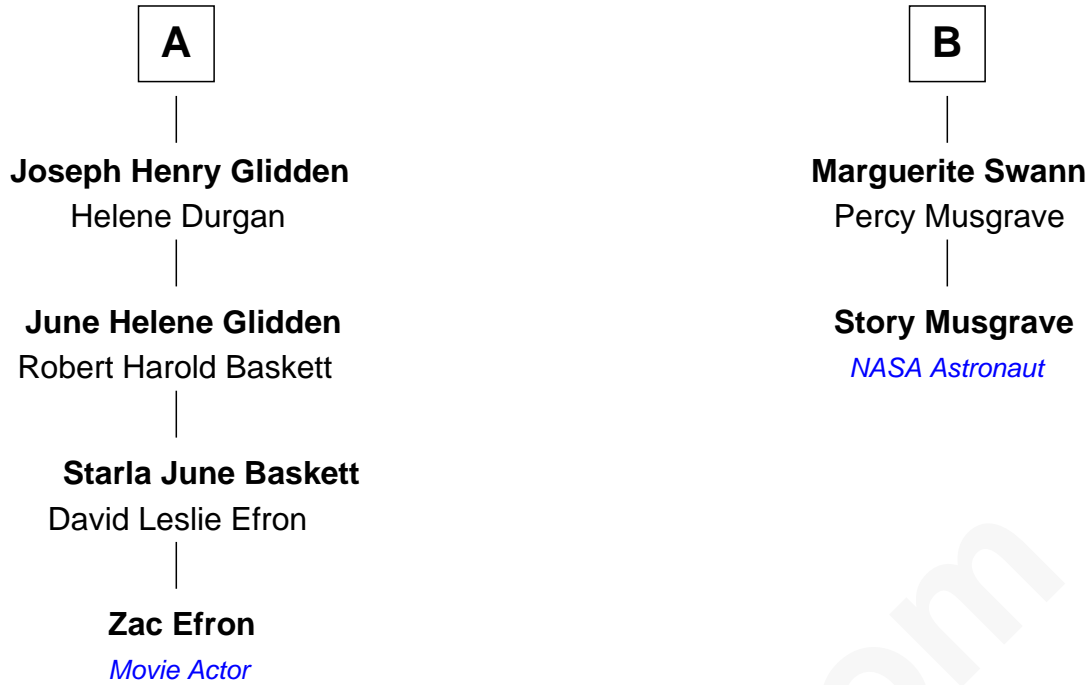 A
Joseph Henry Glidden
Helene Durgan
June Helene Glidden
Robert Harold Baskett
Starla June Baskett
David Leslie Efron
Zac Efron
Movie Actor
B
Marguerite Swann
Percy Musgrave
Story Musgrave
NASA Astronaut
om